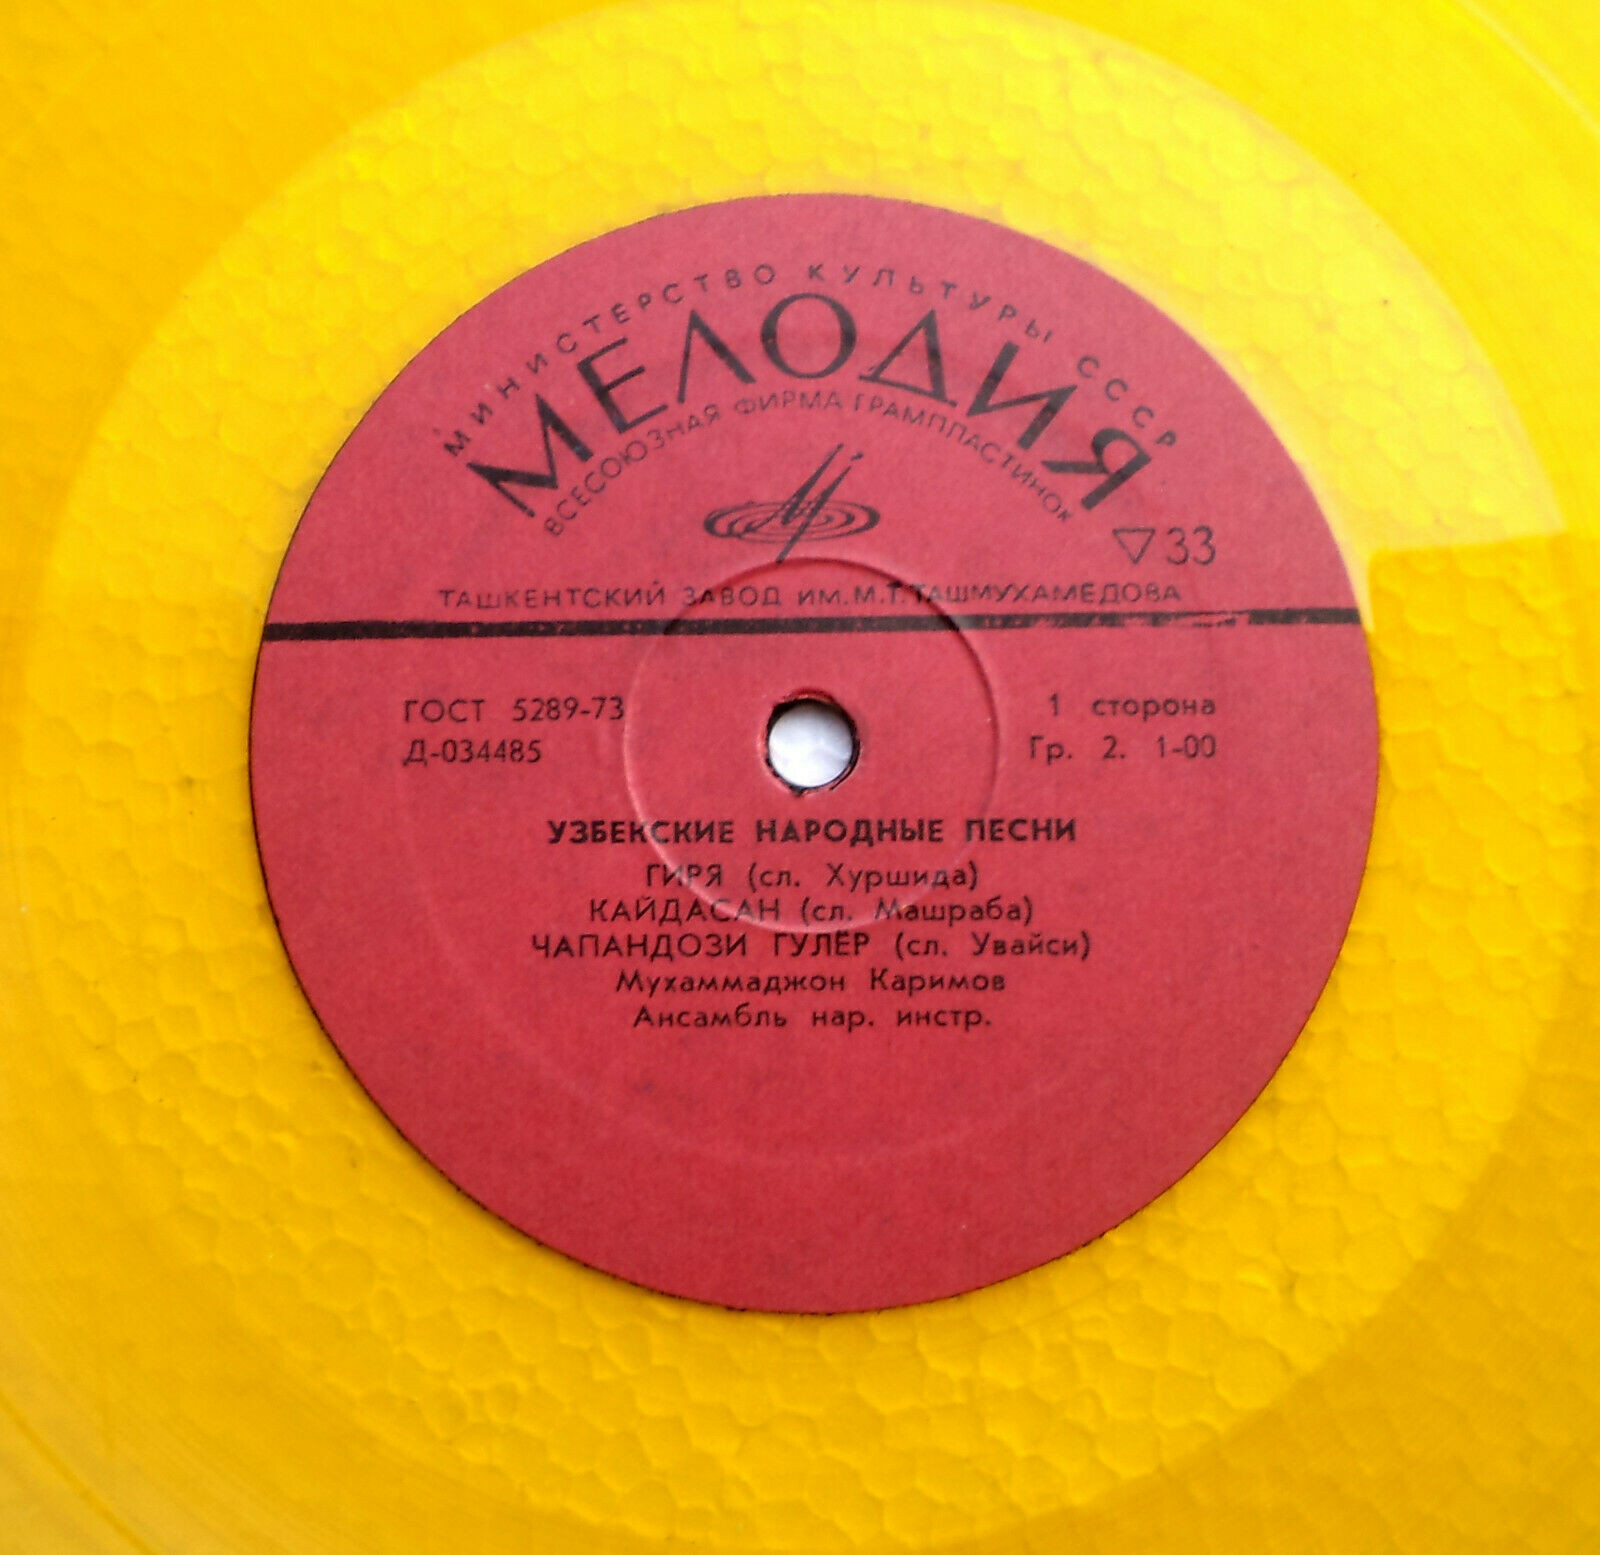 МИНИСТЕРСТВО КУЛЬТУРЫ СССР
МЕЛОДИЯ
ВСЕСОЮЗНАЯ ФИРМА ГРАМПЛАСТИНОК
▽33
ТАШКЕНТСКИЙ ЗАВОД ИМ.М.Т.ТАШМУХАМЕДОВА
ГОСТ 5289-73
1 сторона
Д-034485
Гр. 2. 1-00
УЗБЕКСКИЕ НАРОДНЫЕ ПЕСНИ
ГИРЯ (сл. Хуршида)
КАЙДАСАН (сл. Машраба)
ЧАПАНДОЗИ ГУЛЁР (сл. Увайси)
Мухаммаджон Каримов
Ансамбль нар. инстр.